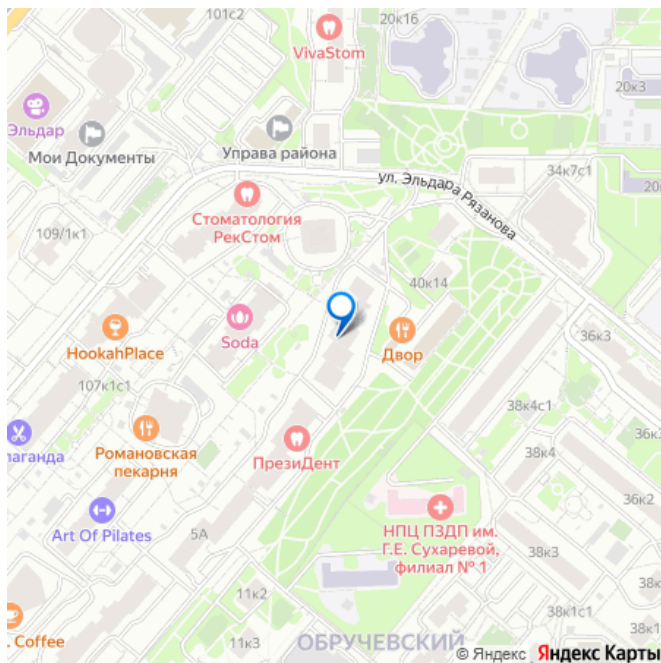 101с2
20к16
VivaStom
20к3
Эльдар
Мои Документы
Управа района
ул. Эльдара Рязанова
34к7с1
Стоматология
РекСтом
109/1к1
40к14
Soda
Двор
HookahPlace
36к3
107к1с1
38к4с1
Романовская
пекарня
ПрезиДент
38к4
36к2
Art Of Pilates
5А
НПЦ ПЗДП им.
Г.Е. Сухаревой,
филиал № 1
38к3
11к2
38к1с1
Coffee
11к3
ОБРУЧЕВСКИЙ
© Яндекс Яндекс Карты